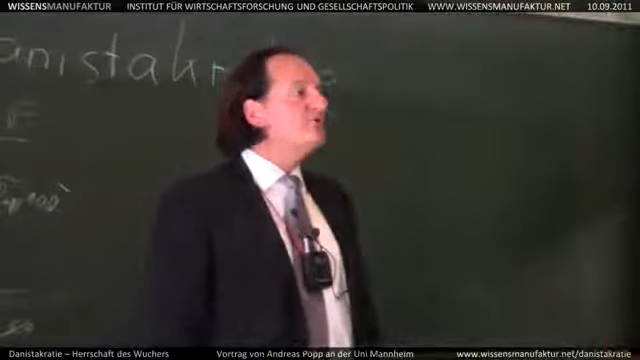 WISSENSMANUFAKTUR INSTITUT FÜR WIRTSCHAFTSFORSCHUNG UND GESELLSCHAFTSPOLITIK WWW.WISSENSMANUFAKTUR.NET 10.09.2011
Danistakratie – Herrschaft des Wuchers Vortrag von Andreas Popp an der Uni Mannheim www.wissensmanufaktur.net/danistakratie